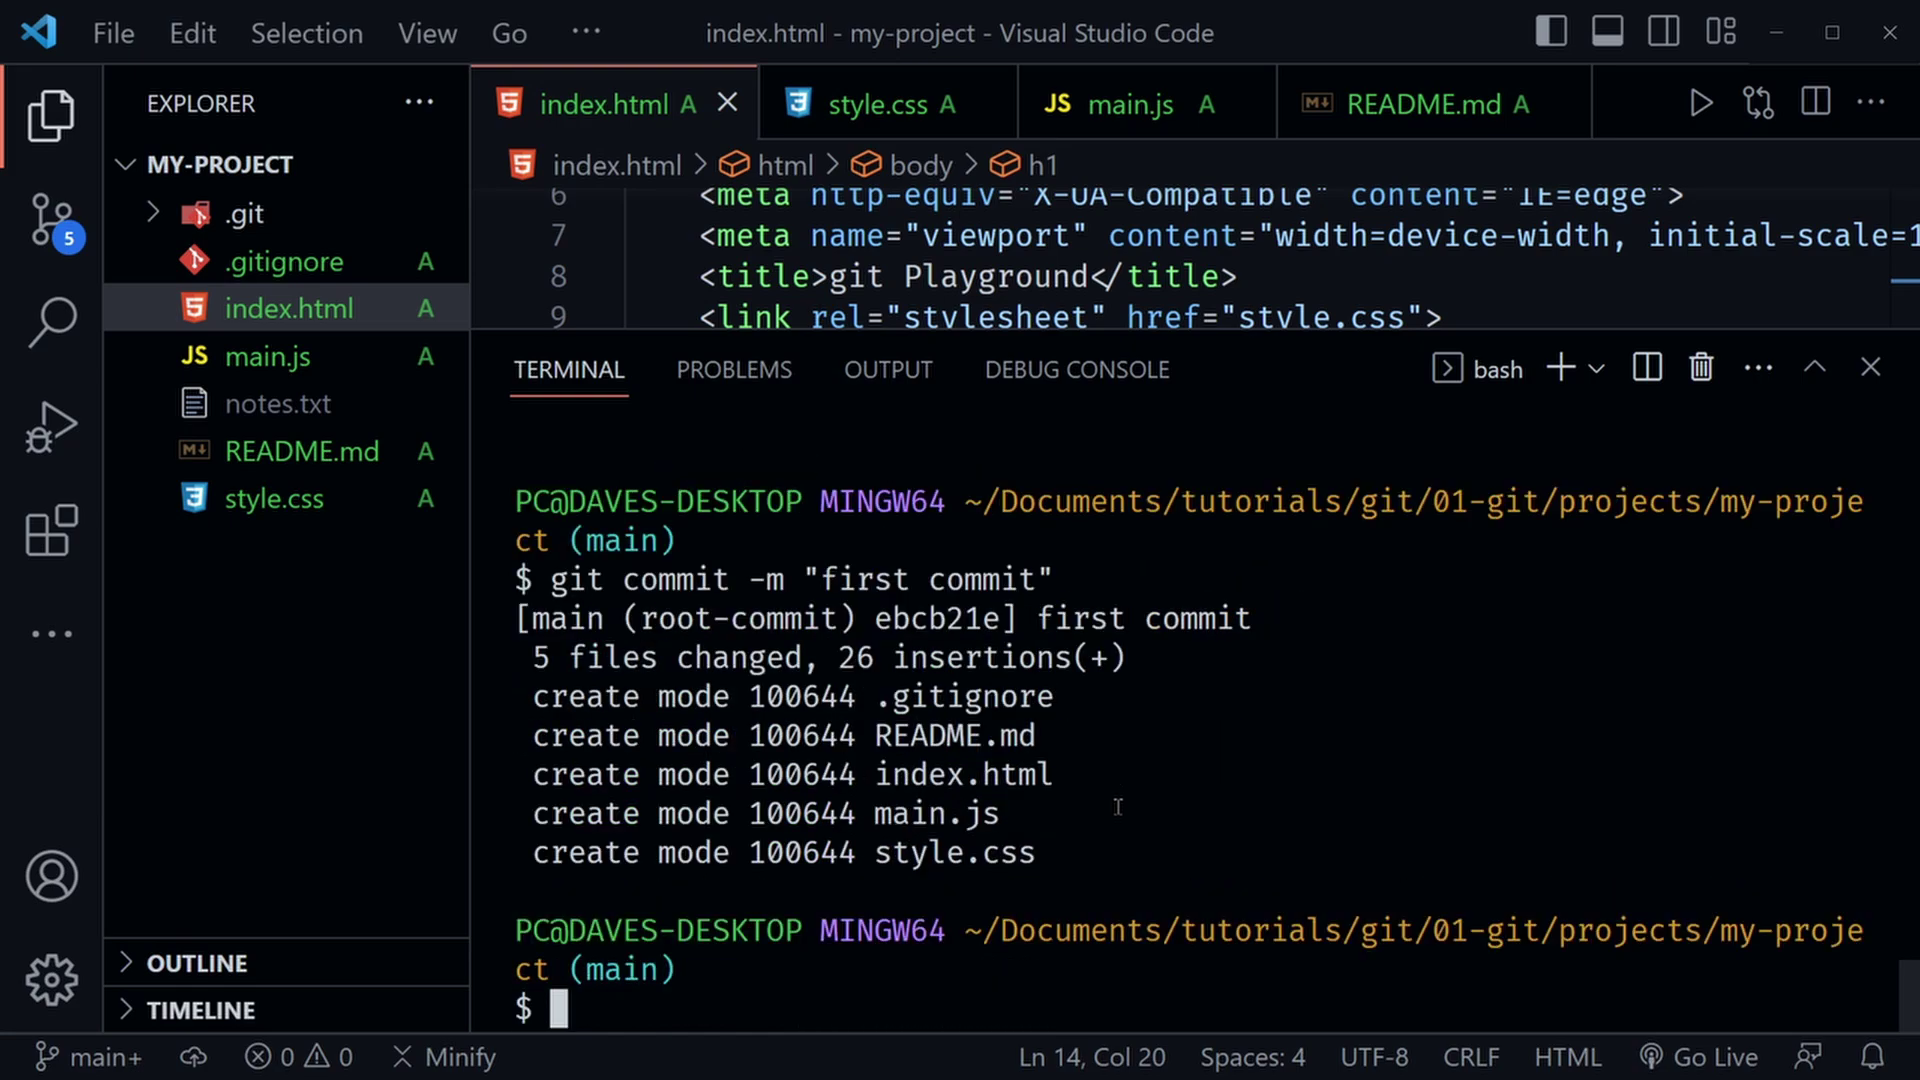 File Edit Selection View Go ··· index.html - my-project - Visual Studio Code
EXPLORER ···
index.html A
style.css A
JS main.js A
README.md A
index.html > html > body > h1
MY-PROJECT
.git
.gitignore A
index.html A
JS main.js A
notes.txt
README.md A
style.css A
5
6 <meta http-equiv="X-UA-Compatible" content="IE=edge">
7 <meta name="viewport" content="width=device-width, initial-scale=1
8 <title>git Playground</title>
9 <link rel="stylesheet" href="style.css">
TERMINAL PROBLEMS OUTPUT DEBUG CONSOLE bash
PC@DAVES-DESKTOP MINGW64 ~/Documents/tutorials/git/01-git/projects/my-proje
ct (main)
$ git commit -m "first commit"
[main (root-commit) ebcb21e] first commit
5 files changed, 26 insertions(+)
create mode 100644 .gitignore
create mode 100644 README.md
create mode 100644 index.html
create mode 100644 main.js
create mode 100644 style.css
PC@DAVES-DESKTOP MINGW64 ~/Documents/tutorials/git/01-git/projects/my-proje
ct (main)
$
OUTLINE
TIMELINE
main+ 0 0 Minify Ln 14, Col 20 Spaces: 4 UTF-8 CRLF HTML Go Live